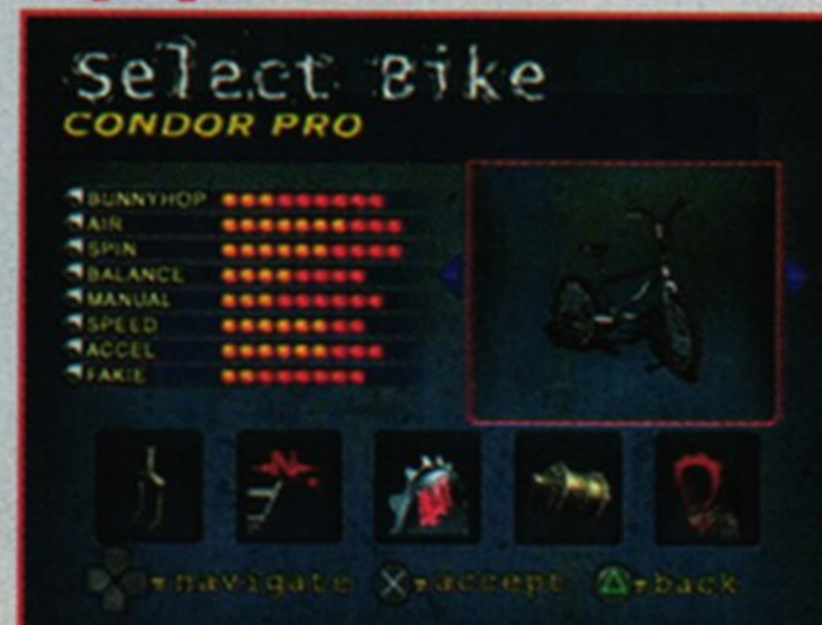 Select Bike
CONDOR PRO
BUNNYHOP
AIR
SPIN
BALANCE
MANUAL
SPEED
ACCEL
FAKIE
N
=navigate X=accept =back